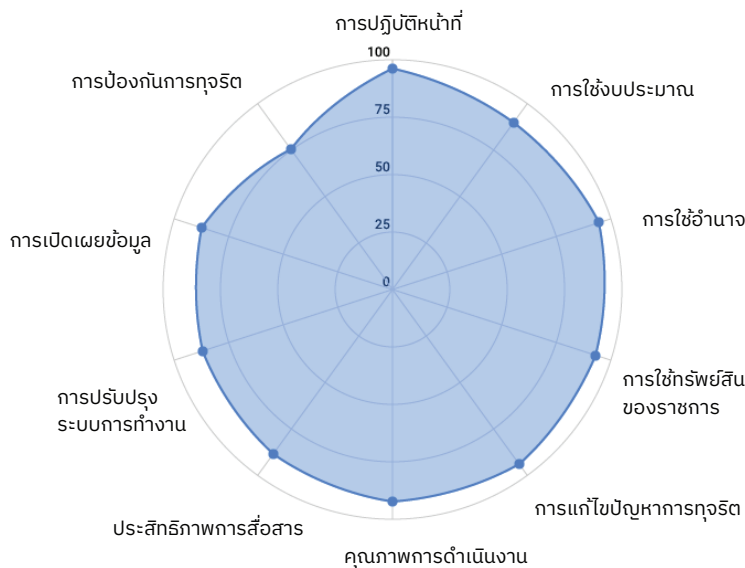 การปฏิบัติหน้าที่
100
การป้องกันการทุจริต
การใช้งบประมาณ
75
50
การใช้อำนาจ
25
การเปิดเผยข้อมูล
0
การใช้ทรัพย์สิน
ของราชการ
การปรับปรุง
ระบบการทำงาน
การแก้ไขปัญหาการทุจริต
ประสิทธิภาพการสื่อสาร
คุณภาพการดำเนินงาน